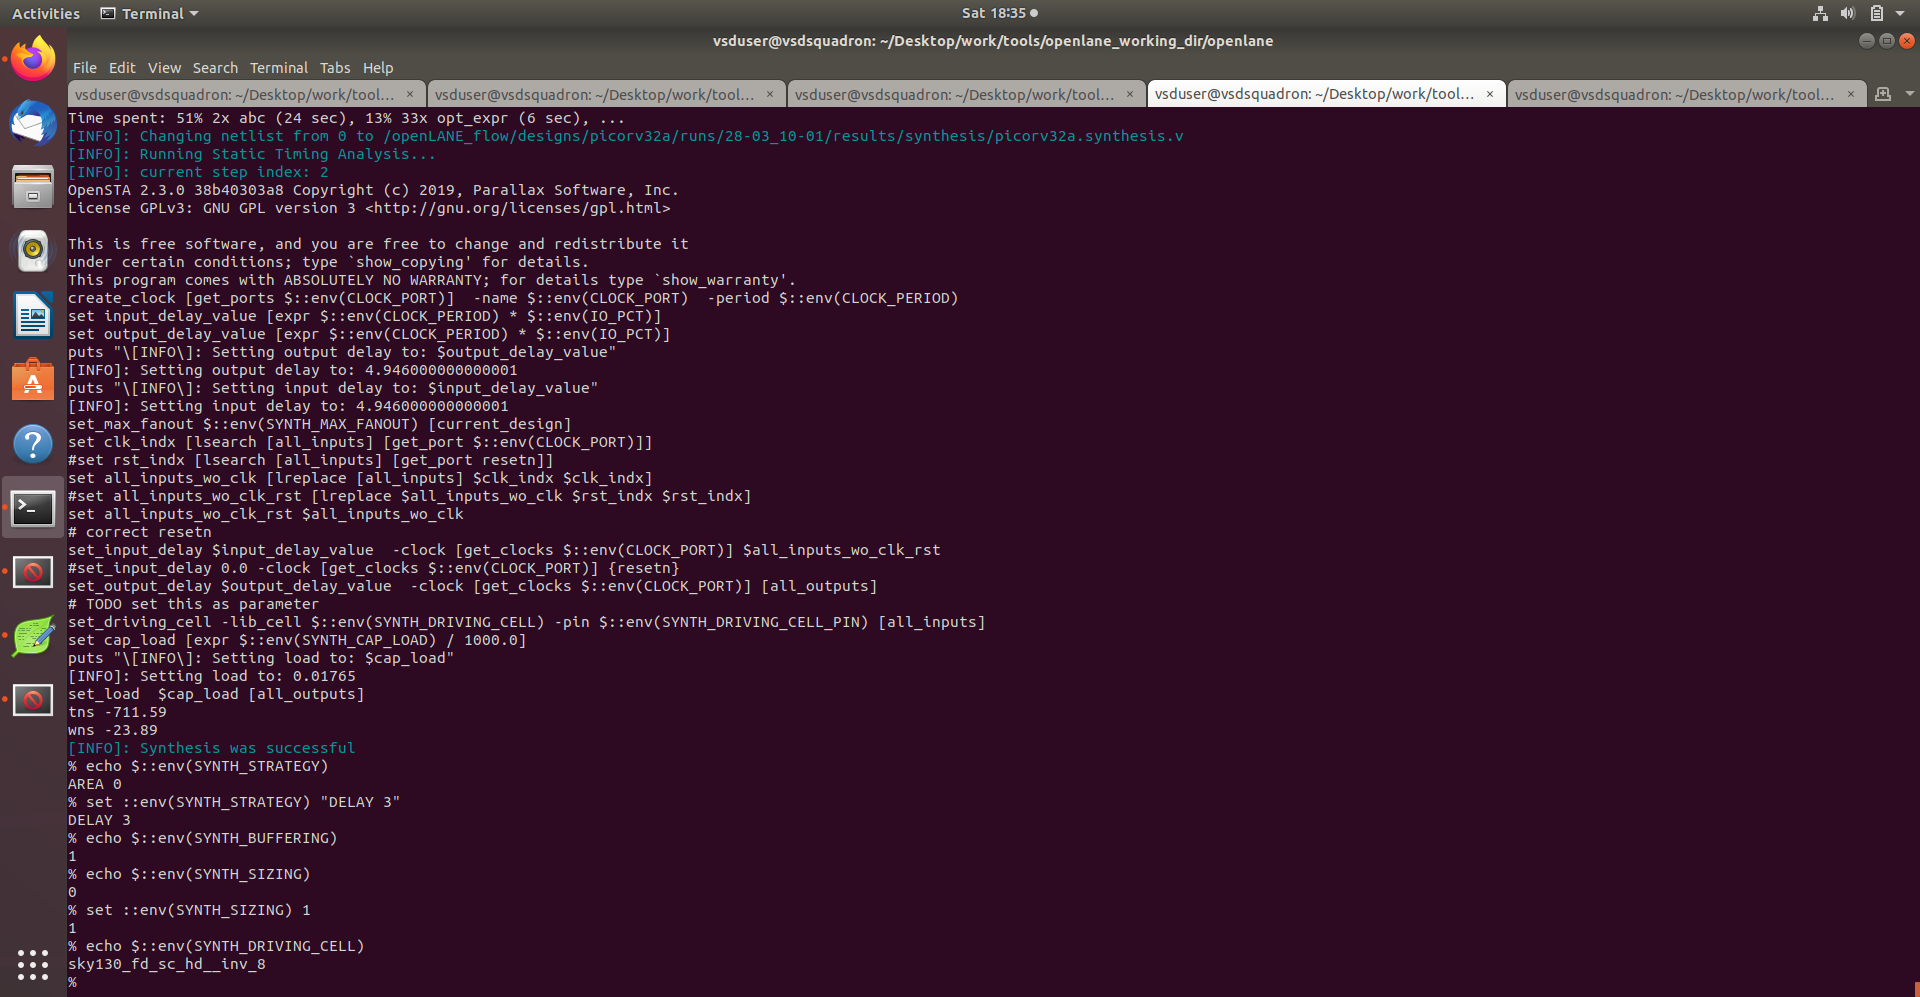 Activities Terminal Sat 18:35
vsduser@vsdsquadron: ~/Desktop/work/tools/openlane_working_dir/openlane
File Edit View Search Terminal Tabs Help
vsduser@vsdsquadron: ~/Desktop/work/tool... × vsduser@vsdsquadron: ~/Desktop/work/tool... × vsduser@vsdsquadron: ~/Desktop/work/tool... × vsduser@vsdsquadron: ~/Desktop/work/tool... × vsduser@vsdsquadron: ~/Desktop/work/tool... ×
Time spent: 51% 2x abc (24 sec), 13% 33x opt_expr (6 sec), ...
[INFO]: Changing netlist from 0 to /openLANE_flow/designs/picorv32a/runs/28-03_10-01/results/synthesis/picorv32a.synthesis.v
[INFO]: Running Static Timing Analysis...
[INFO]: current step index: 2
OpenSTA 2.3.0 38b40303a8 Copyright (c) 2019, Parallax Software, Inc.
License GPLv3: GNU GPL version 3 <http://gnu.org/licenses/gpl.html>
This is free software, and you are free to change and redistribute it
under certain conditions; type `show_copying' for details.
This program comes with ABSOLUTELY NO WARRANTY; for details type `show_warranty'.
create_clock [get_ports $::env(CLOCK_PORT)]  -name $::env(CLOCK_PORT)  -period $::env(CLOCK_PERIOD)
set input_delay_value [expr $::env(CLOCK_PERIOD) * $::env(IO_PCT)]
set output_delay_value [expr $::env(CLOCK_PERIOD) * $::env(IO_PCT)]
puts "\[INFO\]: Setting output delay to: $output_delay_value"
[INFO]: Setting output delay to: 4.946000000000001
puts "\[INFO\]: Setting input delay to: $input_delay_value"
[INFO]: Setting input delay to: 4.946000000000001
set_max_fanout $::env(SYNTH_MAX_FANOUT) [current_design]
set clk_indx [lsearch [all_inputs] [get_port $::env(CLOCK_PORT)]]
#set rst_indx [lsearch [all_inputs] [get_port resetn]]
set all_inputs_wo_clk [lreplace [all_inputs] $clk_indx $clk_indx]
#set all_inputs_wo_clk_rst [lreplace $all_inputs_wo_clk $rst_indx $rst_indx]
set all_inputs_wo_clk_rst $all_inputs_wo_clk
# correct resetn
set_input_delay $input_delay_value  -clock [get_clocks $::env(CLOCK_PORT)] $all_inputs_wo_clk_rst
#set_input_delay 0.0 -clock [get_clocks $::env(CLOCK_PORT)] {resetn}
set_output_delay $output_delay_value  -clock [get_clocks $::env(CLOCK_PORT)] [all_outputs]
# TODO set this as parameter
set_driving_cell -lib_cell $::env(SYNTH_DRIVING_CELL) -pin $::env(SYNTH_DRIVING_CELL_PIN) [all_inputs]
set cap_load [expr $::env(SYNTH_CAP_LOAD) / 1000.0]
puts "\[INFO\]: Setting load to: $cap_load"
[INFO]: Setting load to: 0.01765
set_load  $cap_load [all_outputs]
tns -711.59
wns -23.89
[INFO]: Synthesis was successful
% echo $::env(SYNTH_STRATEGY)
AREA 0
% set ::env(SYNTH_STRATEGY) "DELAY 3"
DELAY 3
% echo $::env(SYNTH_BUFFERING)
1
% echo $::env(SYNTH_SIZING)
0
% set ::env(SYNTH_SIZING) 1
1
% echo $::env(SYNTH_DRIVING_CELL)
sky130_fd_sc_hd__inv_8
%